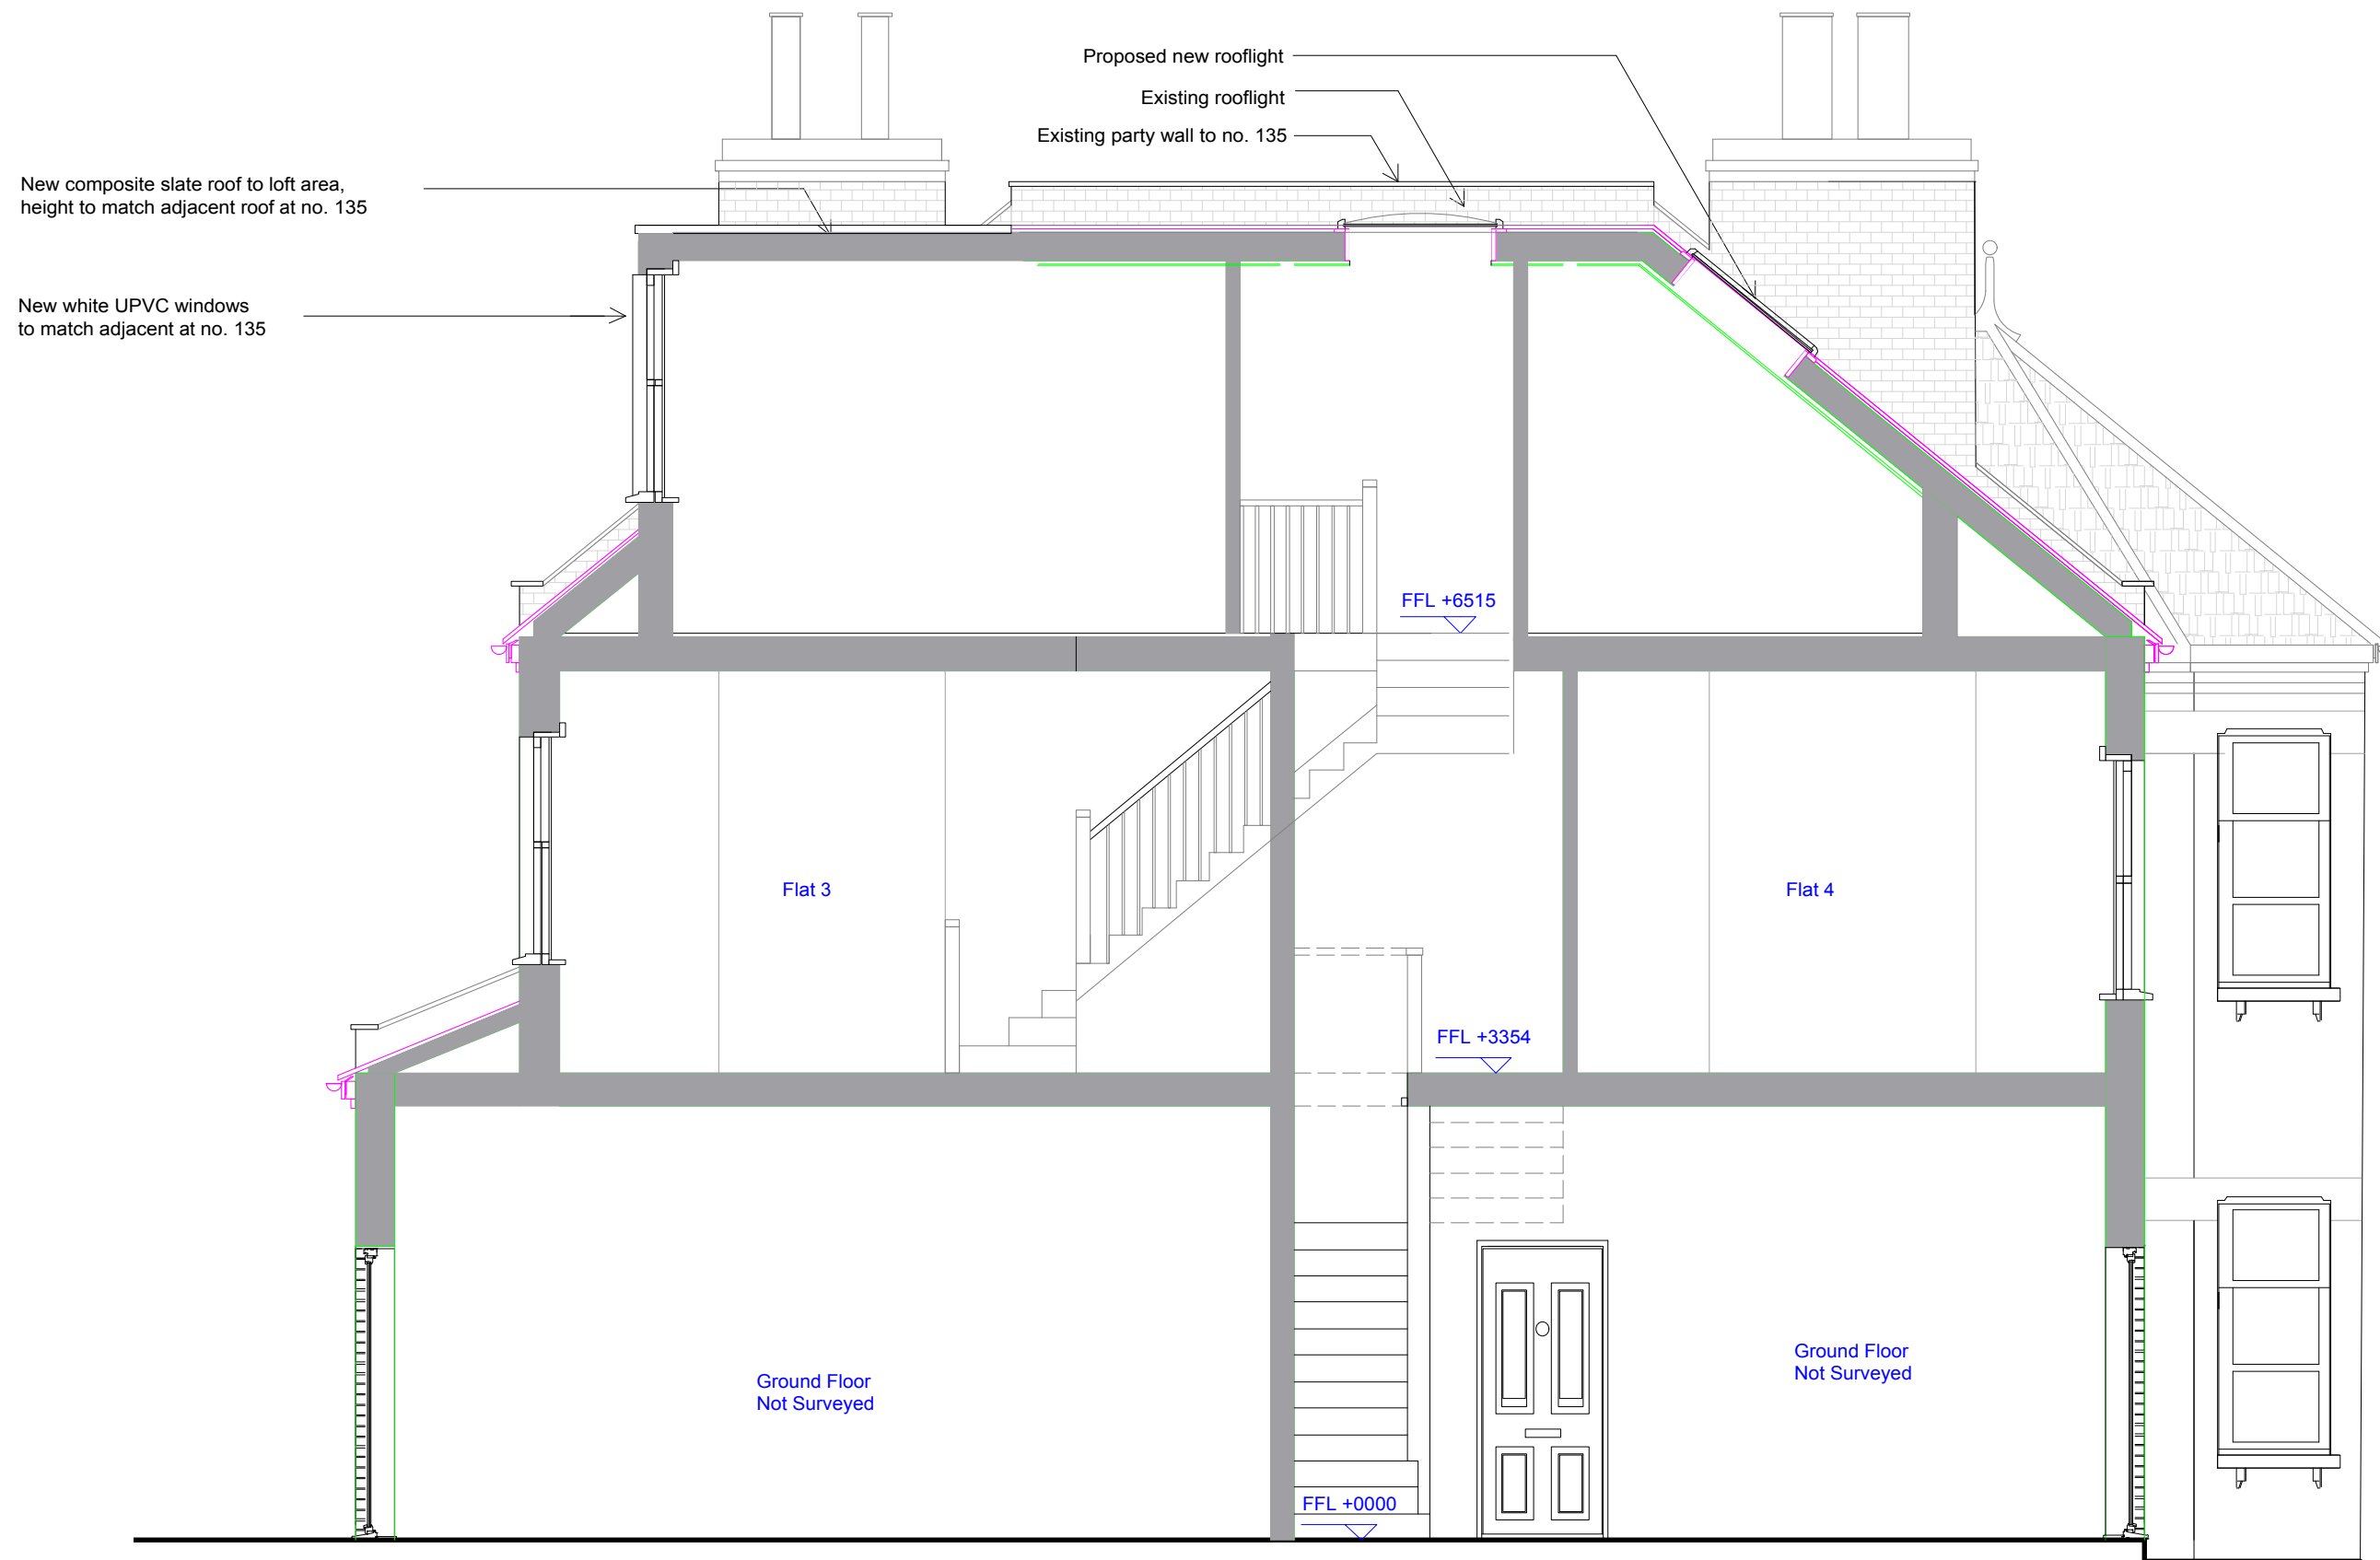 Proposed new rooflight
Existing rooflight
Existing party wall to no. 135
New composite slate roof to loft area,
height to match adjacent roof at no. 135
New white UPVC windows
to match adjacent at no. 135
FFL +6515
Flat 3
Flat 4
FFL +3354
Ground Floor
Not Surveyed
Ground Floor
Not Surveyed
FFL +0000